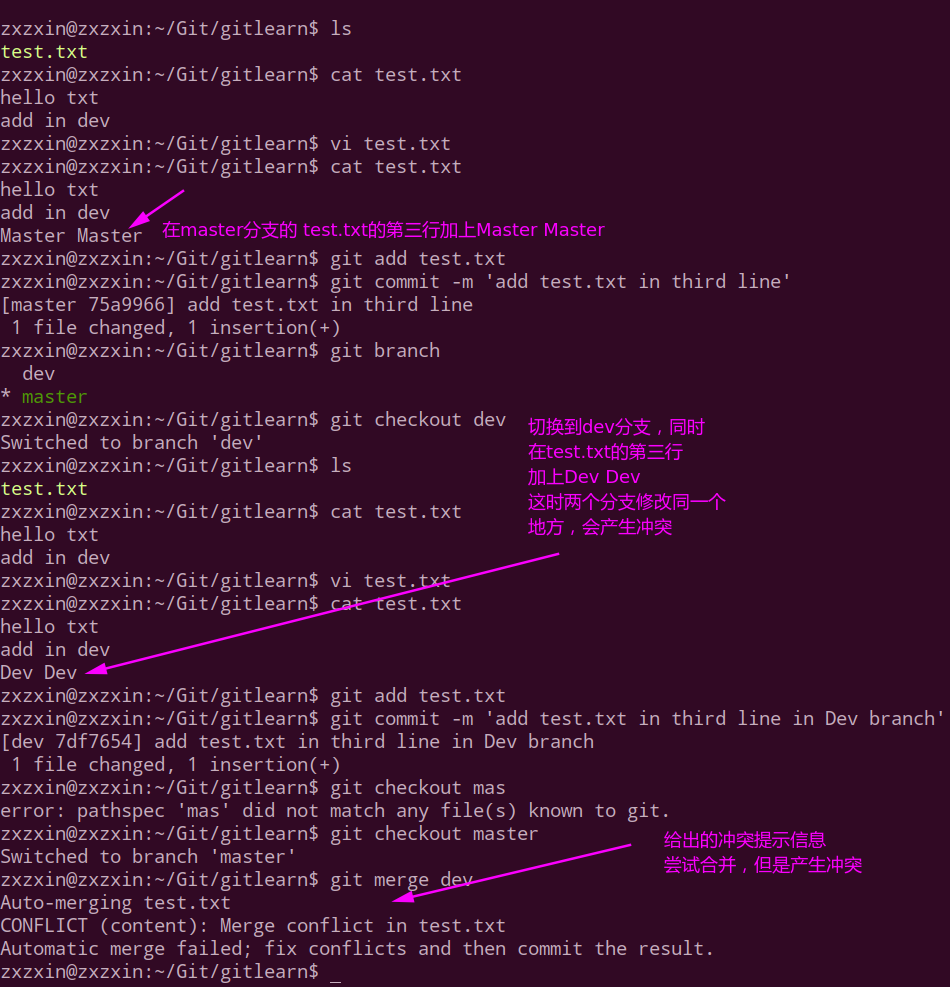 zxzxin@zxzxin:~/Git/gitlearn$ ls
test.txt
zxzxin@zxzxin:~/Git/gitlearn$ cat test.txt
hello txt
add in dev
zxzxin@zxzxin:~/Git/gitlearn$ vi test.txt
zxzxin@zxzxin:~/Git/gitlearn$ cat test.txt
hello txt
add in dev
Master Master
在master分支的 test.txt的第三行加上Master Master
zxzxin@zxzxin:~/Git/gitlearn$ git add test.txt
zxzxin@zxzxin:~/Git/gitlearn$ git commit -m 'add test.txt in third line'
[master 75a9966] add test.txt in third line
 1 file changed, 1 insertion(+)
zxzxin@zxzxin:~/Git/gitlearn$ git branch
  dev
* master
zxzxin@zxzxin:~/Git/gitlearn$ git checkout dev
Switched to branch 'dev'
切换到dev分支，同时
在test.txt的第三行
加上Dev Dev
这时两个分支修改同一个
地方，会产生冲突
zxzxin@zxzxin:~/Git/gitlearn$ ls
test.txt
zxzxin@zxzxin:~/Git/gitlearn$ cat test.txt
hello txt
add in dev
zxzxin@zxzxin:~/Git/gitlearn$ vi test.txt
zxzxin@zxzxin:~/Git/gitlearn$ cat test.txt
hello txt
add in dev
Dev Dev
zxzxin@zxzxin:~/Git/gitlearn$ git add test.txt
zxzxin@zxzxin:~/Git/gitlearn$ git commit -m 'add test.txt in third line in Dev branch'
[dev 7df7654] add test.txt in third line in Dev branch
 1 file changed, 1 insertion(+)
zxzxin@zxzxin:~/Git/gitlearn$ git checkout mas
error: pathspec 'mas' did not match any file(s) known to git.
zxzxin@zxzxin:~/Git/gitlearn$ git checkout master
Switched to branch 'master'
给出的冲突提示信息
尝试合并，但是产生冲突
zxzxin@zxzxin:~/Git/gitlearn$ git merge dev
Auto-merging test.txt
CONFLICT (content): Merge conflict in test.txt
Automatic merge failed; fix conflicts and then commit the result.
zxzxin@zxzxin:~/Git/gitlearn$ _